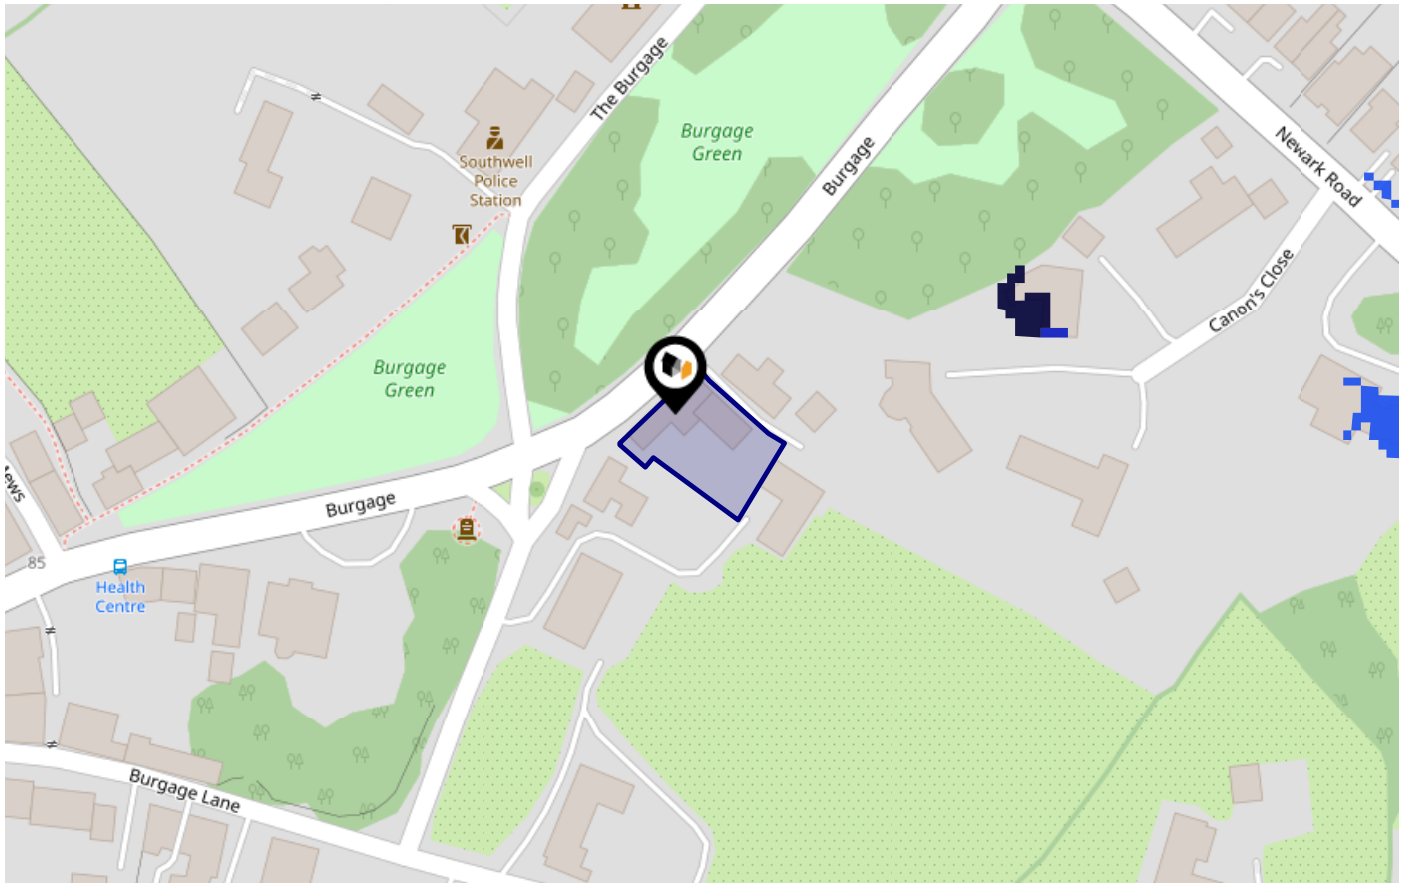 The Burgage
Burgage
Green
Newark Road
Southwell
Police
Station
Burgage
Canon's Close
Burgage
Green
ews
Burgage
85
Health
Centre
Burgage Lane